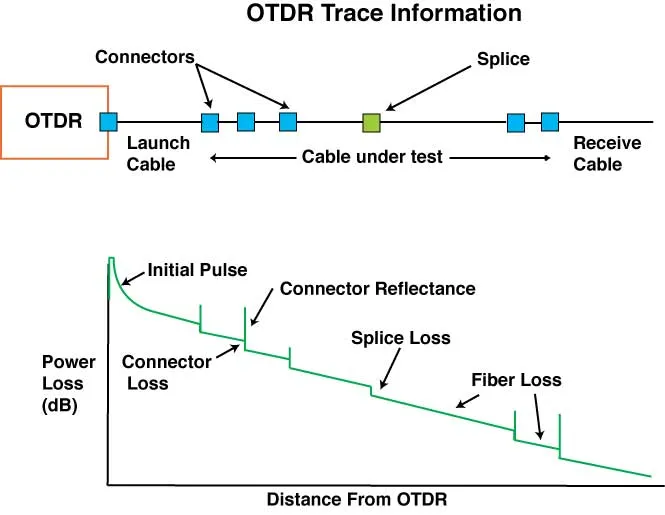 OTDR Trace Information
Connectors
Splice
OTDR
Launch
Cable
Cable under test
Receive
Cable
Initial Pulse
Connector Reflectance
Splice Loss
Power
Loss
(dB)
Connector
Loss
Fiber Loss
Distance From OTDR